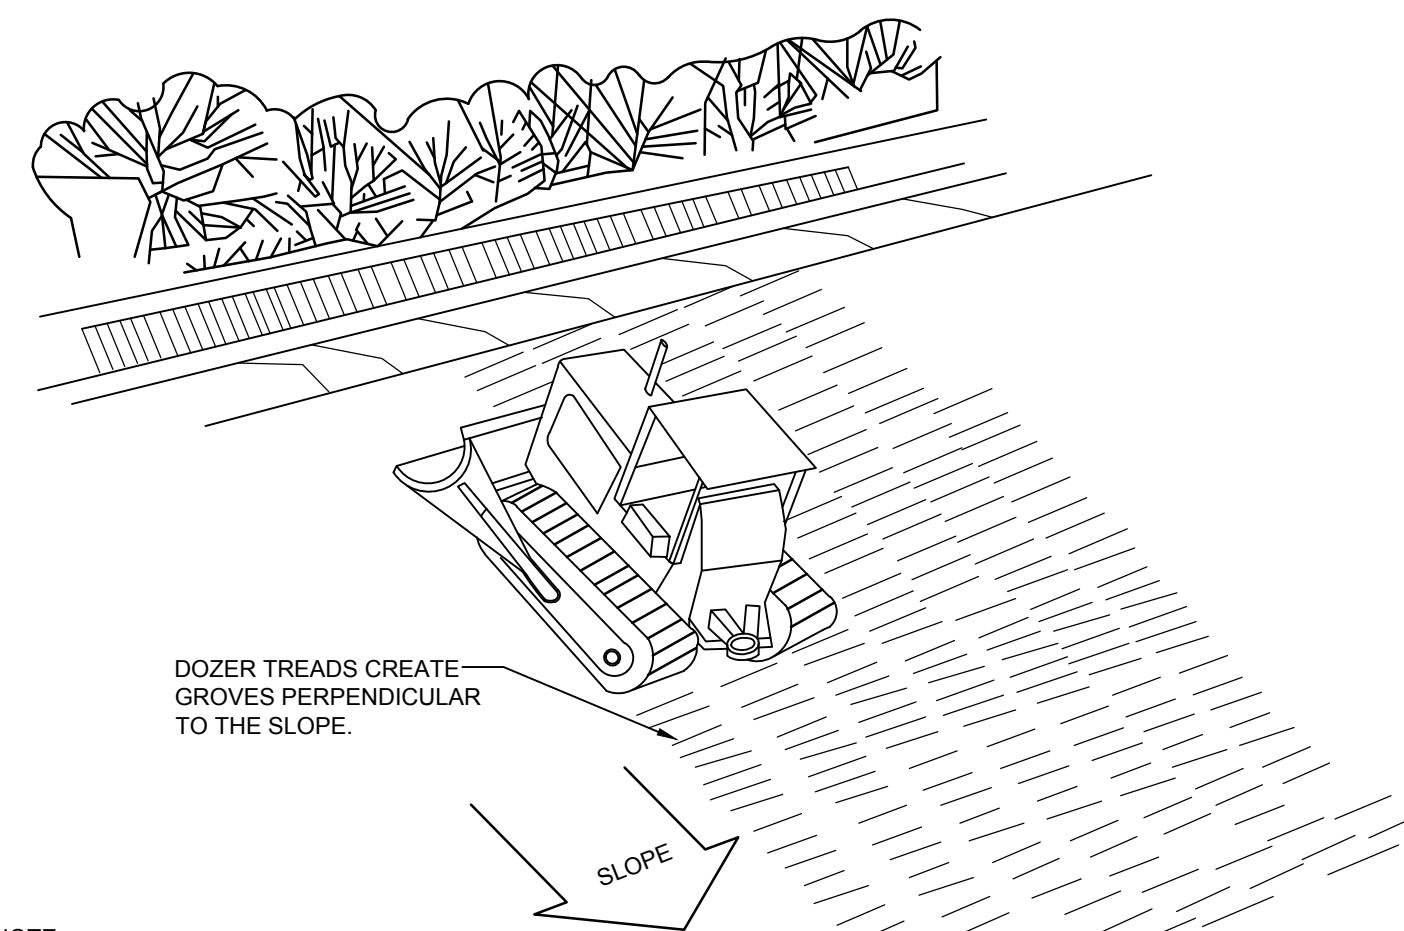 DOZER TREADS CREATE
GROVES PERPENDICULAR
TO THE SLOPE.
SLOPE